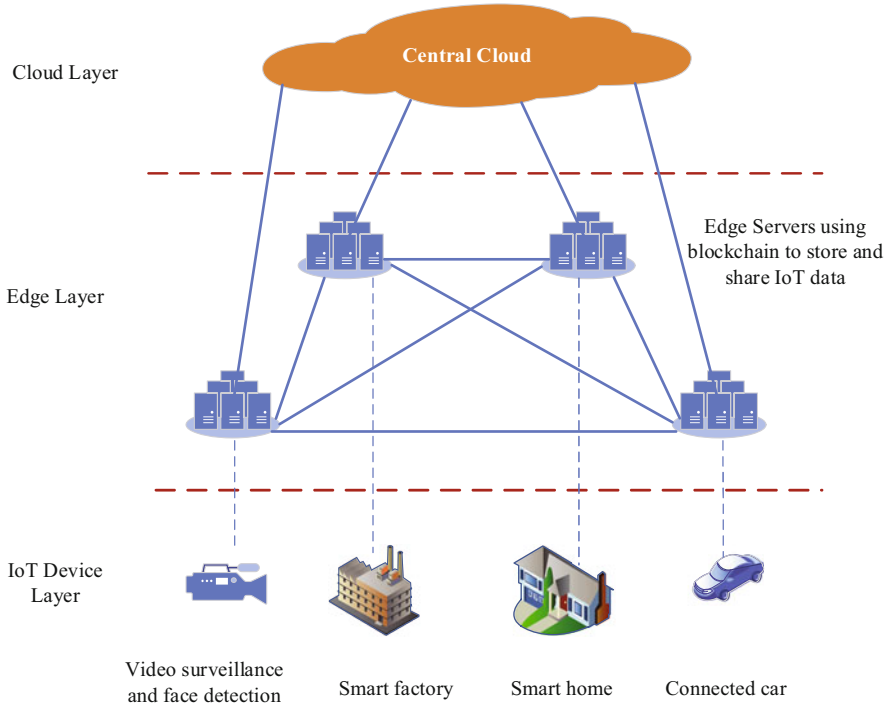 Central Cloud
Cloud Layer
Edge Servers using
blockchain to store and
share IoT data
Edge Layer
IoT Device
Layer
Video surveillance
and face detection
Smart factory
Smart home
Connected car